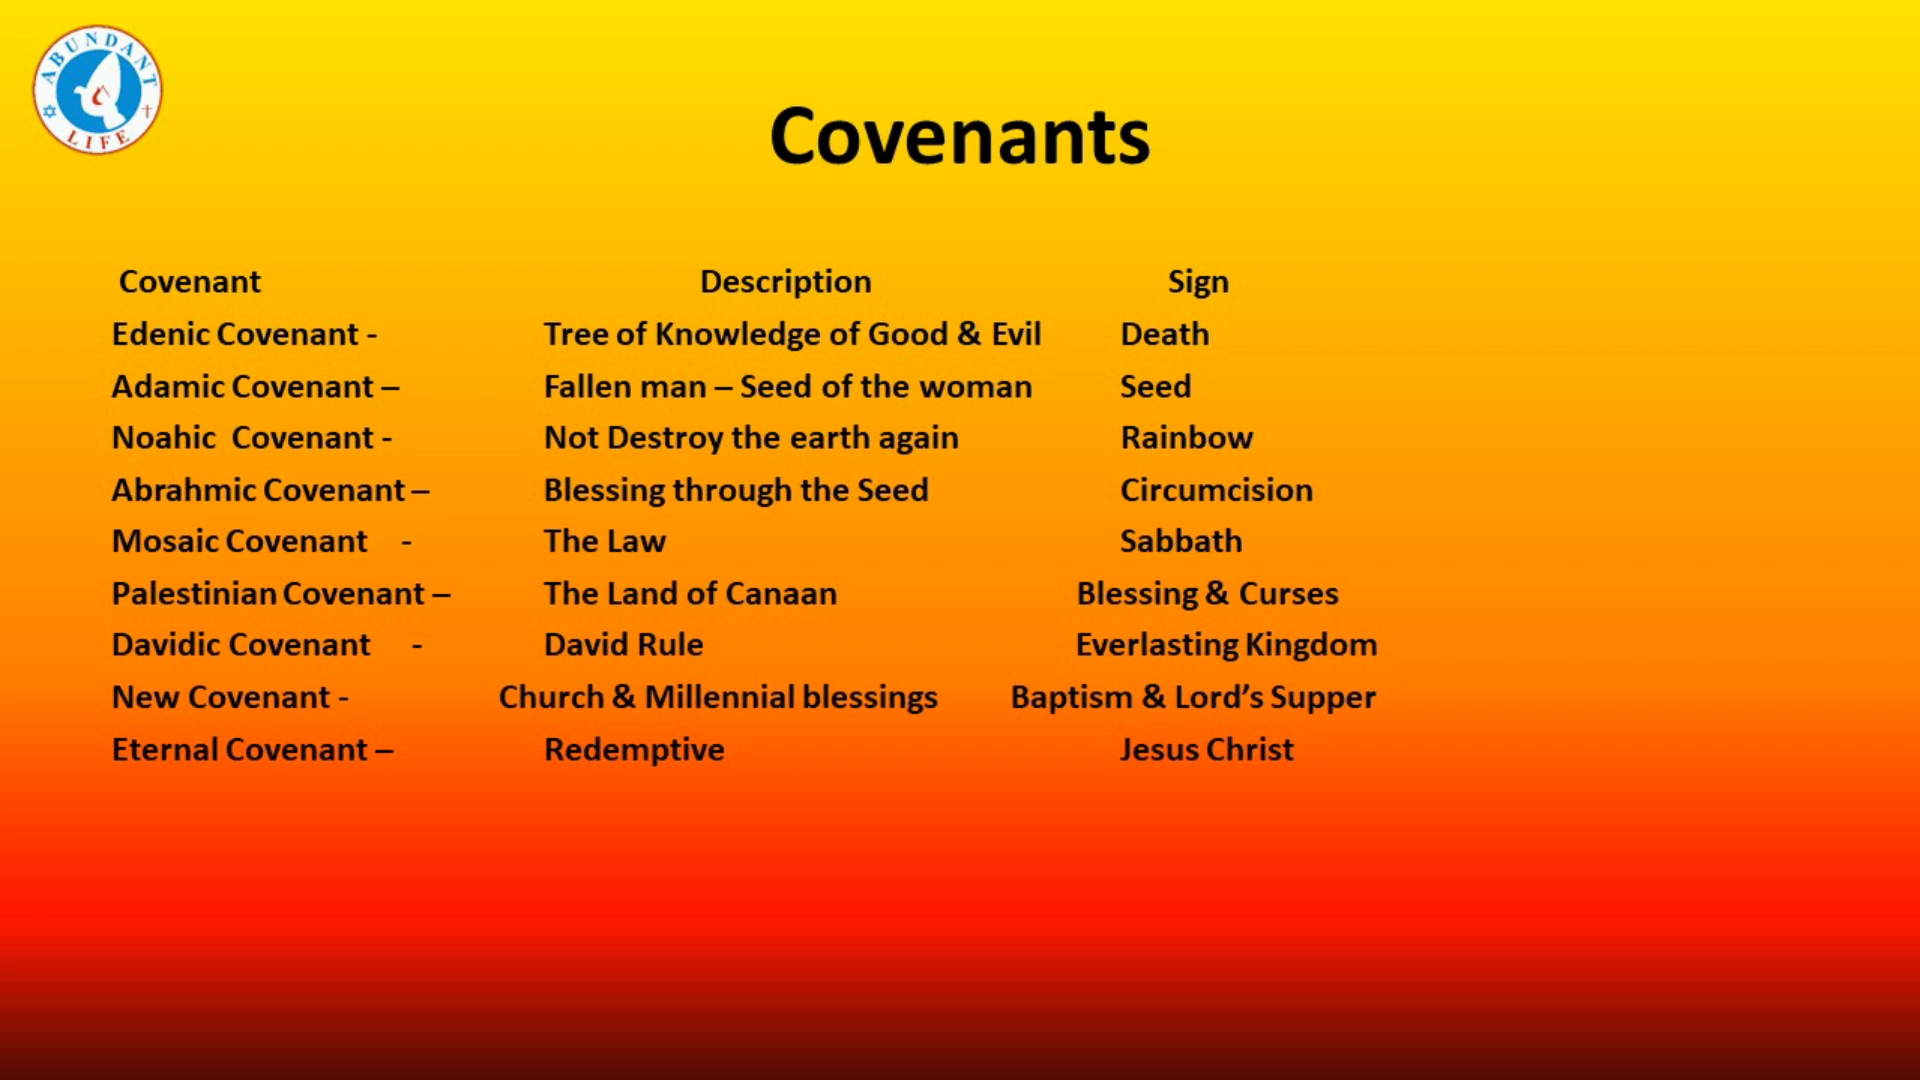 ABUNDANT
LIFE
Covenants
Covenant Description Sign
Edenic Covenant - Tree of Knowledge of Good & Evil Death
Adamic Covenant – Fallen man – Seed of the woman Seed
Noahic Covenant - Not Destroy the earth again Rainbow
Abrahmic Covenant – Blessing through the Seed Circumcision
Mosaic Covenant - The Law Sabbath
Palestinian Covenant – The Land of Canaan Blessing & Curses
Davidic Covenant - David Rule Everlasting Kingdom
New Covenant - Church & Millennial blessings Baptism & Lord’s Supper
Eternal Covenant – Redemptive Jesus Christ